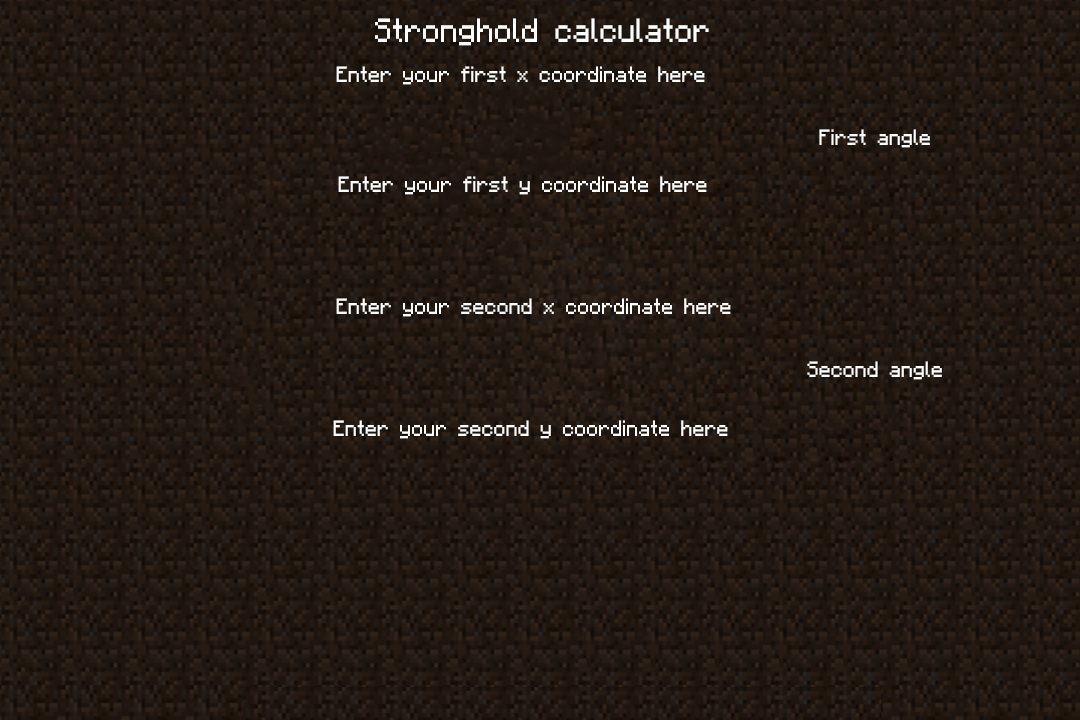 Stronghold calculator
Enter your first x coordinate here
First angle
Enter your first y coordinate here
Enter your second x coordinate here
Second angle
Enter your second y coordinate here